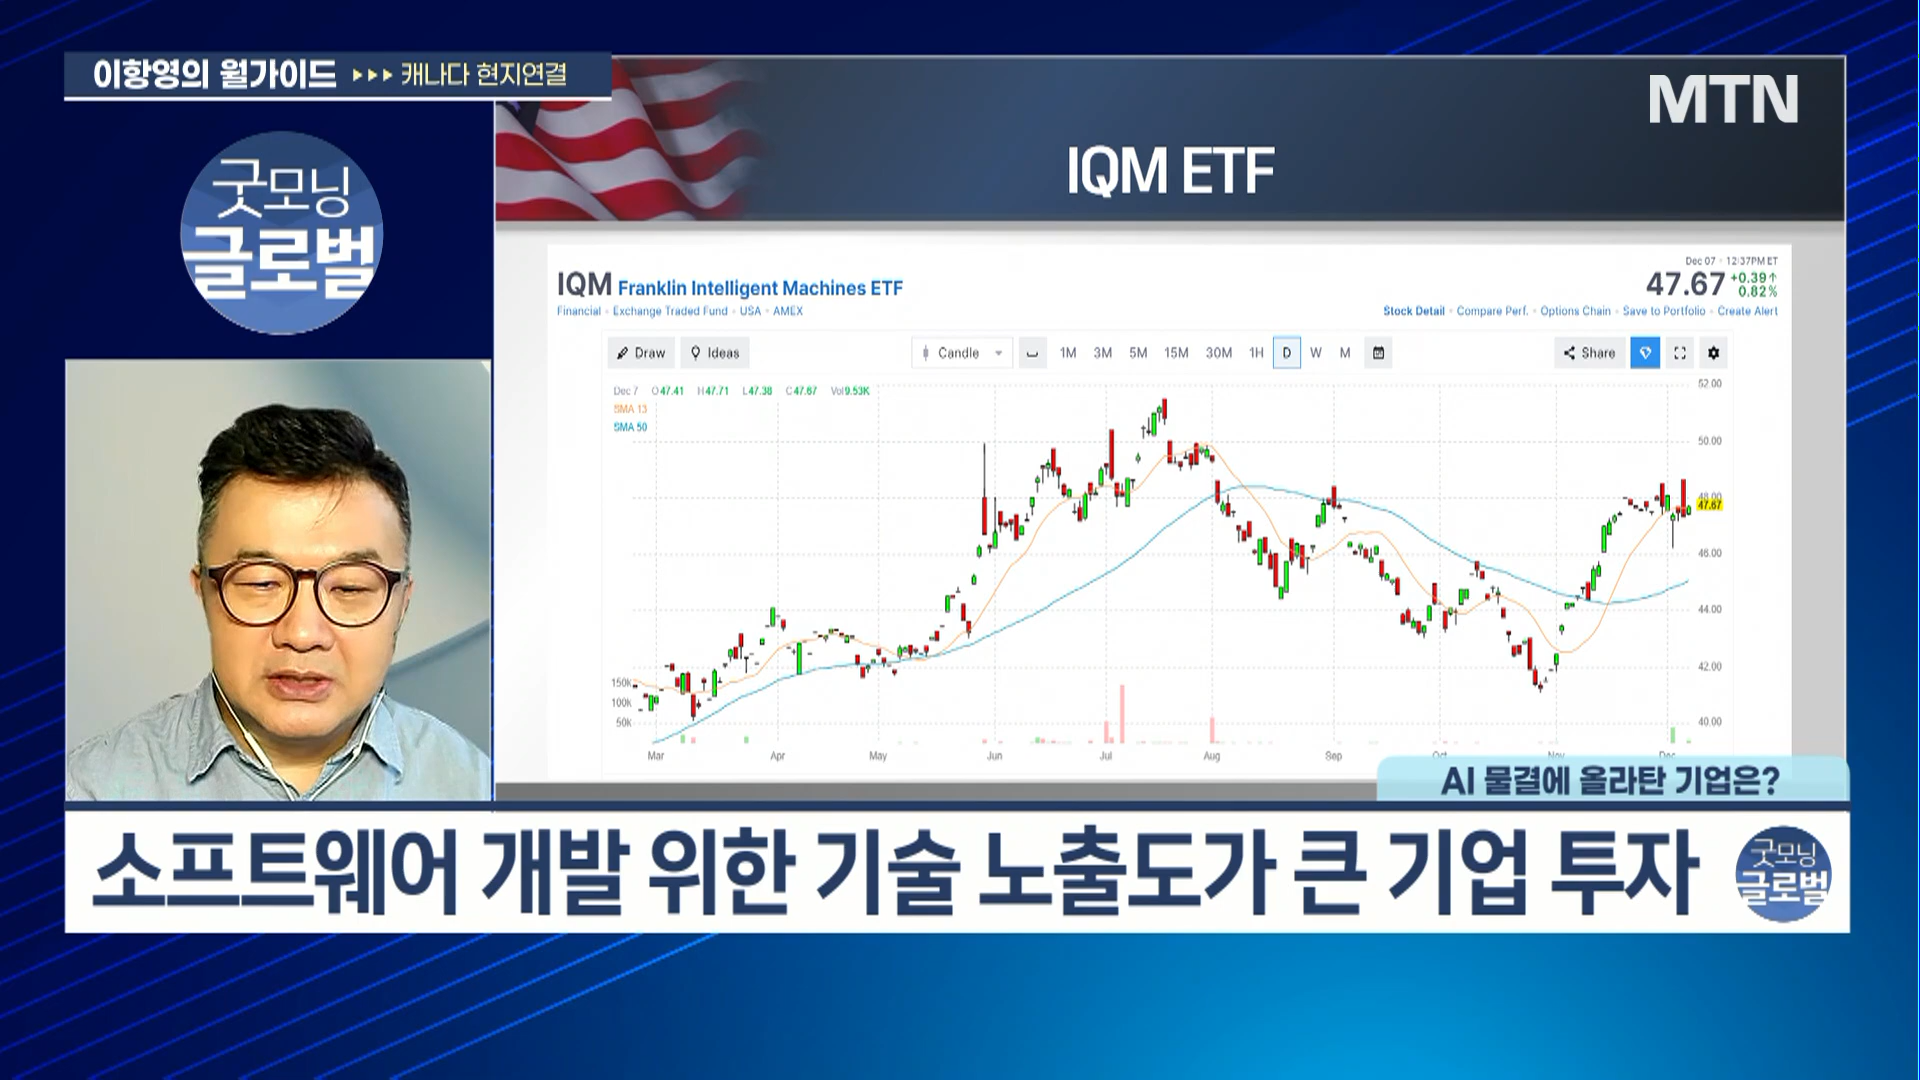 이항영의 월가이드 ▸▸▸ 캐나다 현지연결
MTN
굿모닝
글로벌
IQM ETF
Dec 07 • 12:37PM ET
IQM Franklin Intelligent Machines ETF
47.67 +0.39↑ 0.82%
Financial • Exchange Traded Fund • USA • AMEX
Stock Detail • Compare Perf. • Options Chain • Save to Portfolio • Create Alert
Draw Ideas Candle 1M 3M 5M 15M 30M 1H D W M Share
Dec 7 O47.41 H47.71 L47.38 C47.67 Vol9.53K
SMA 13
SMA 50
52.00
50.00
48.00
47.67
46.00
44.00
42.00
40.00
150K
100K
50K
Mar Apr May Jun Jul Aug Sep Oct Nov Dec
AI 물결에 올라탄 기업은?
소프트웨어 개발 위한 기술 노출도가 큰 기업 투자
굿모닝
글로벌